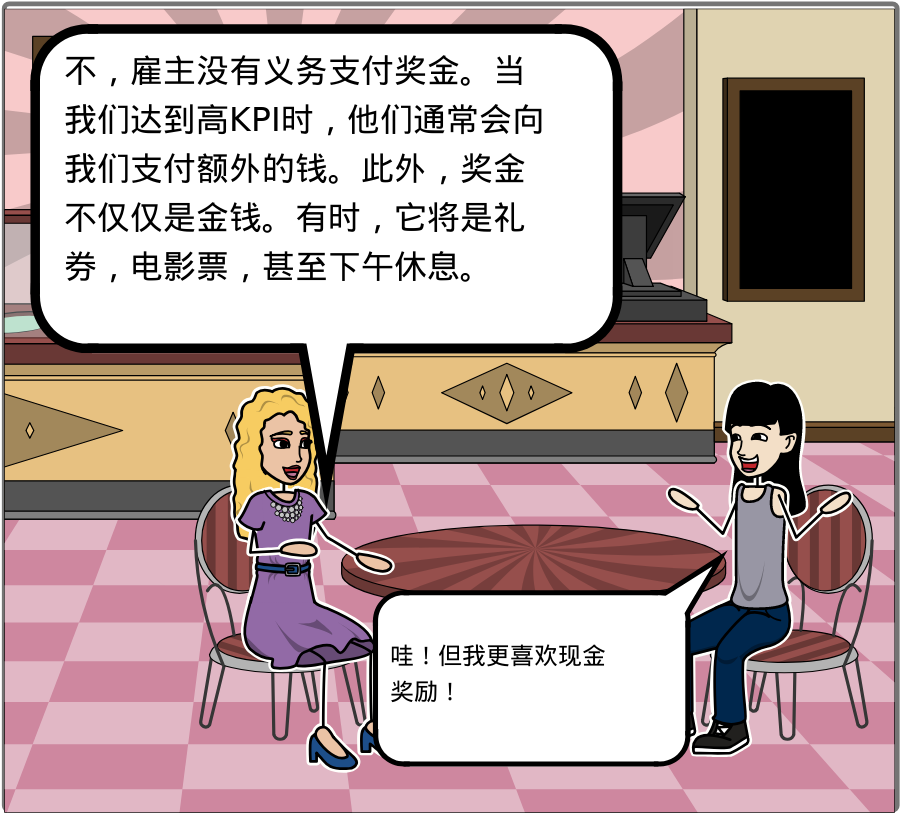 不，雇主没有义务支付奖金。当
我们达到高KPI时，他们通常会向
我们支付额外的钱。此外，奖金
不仅仅是金钱。有时，它将是礼
券，电影票，甚至下午休息。
哇！但我更喜欢现金
奖励！